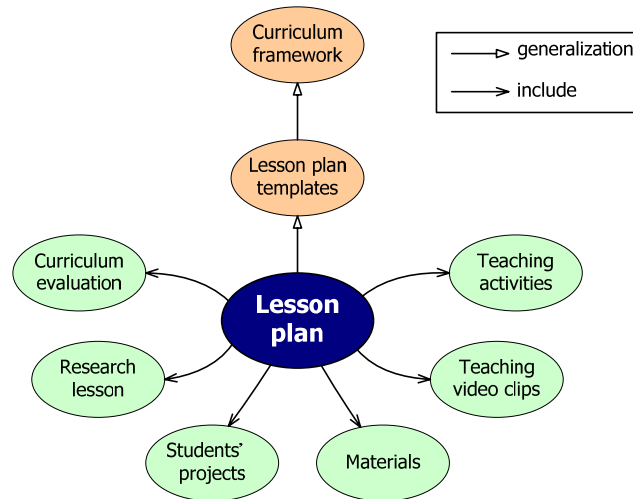 Curriculum
framework
generalization
include
Lesson plan
templates
Curriculum
evaluation
Teaching
activities
Lesson
plan
Research
lesson
Teaching
video clips
Students'
projects
Materials